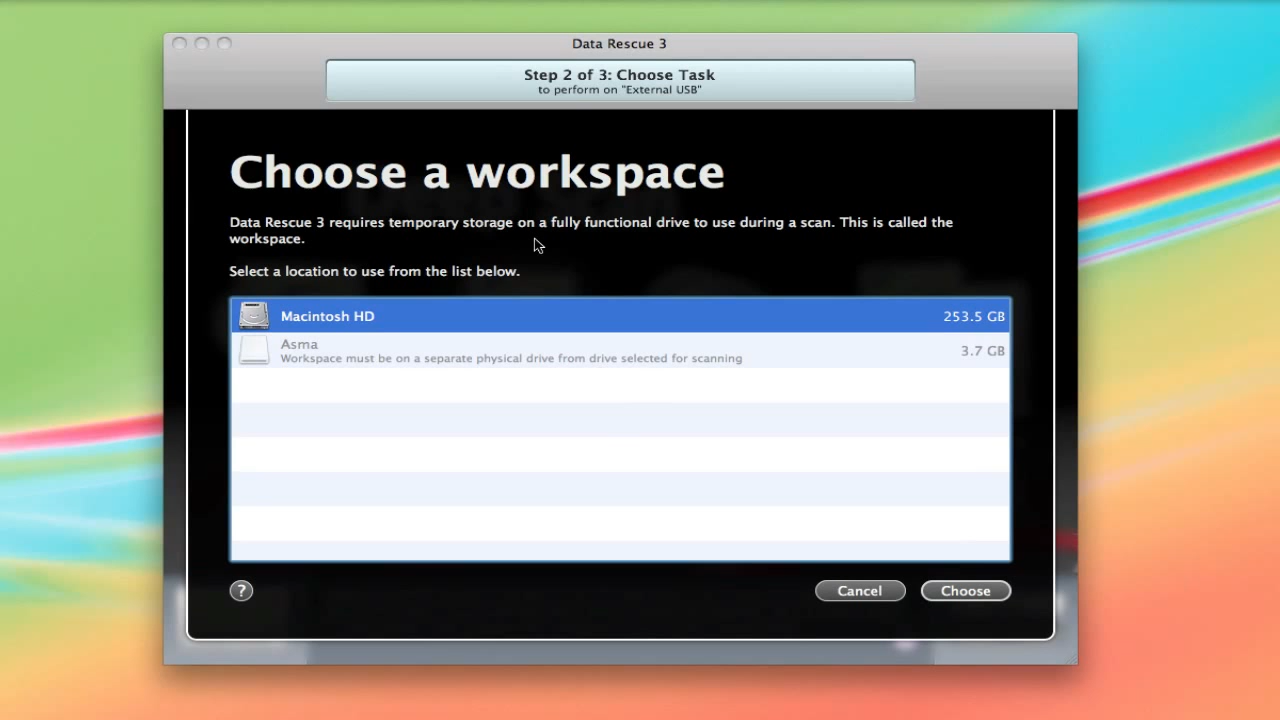 Data Rescue 3
Step 2 of 3: Choose Task
to perform on "External USB"
Choose a workspace
Data Rescue 3 requires temporary storage on a fully functional drive to use during a scan. This is called the
workspace.
Select a location to use from the list below.
Macintosh HD 253.5 GB
Asma
Workspace must be on a separate physical drive from drive selected for scanning 3.7 GB
? Cancel Choose